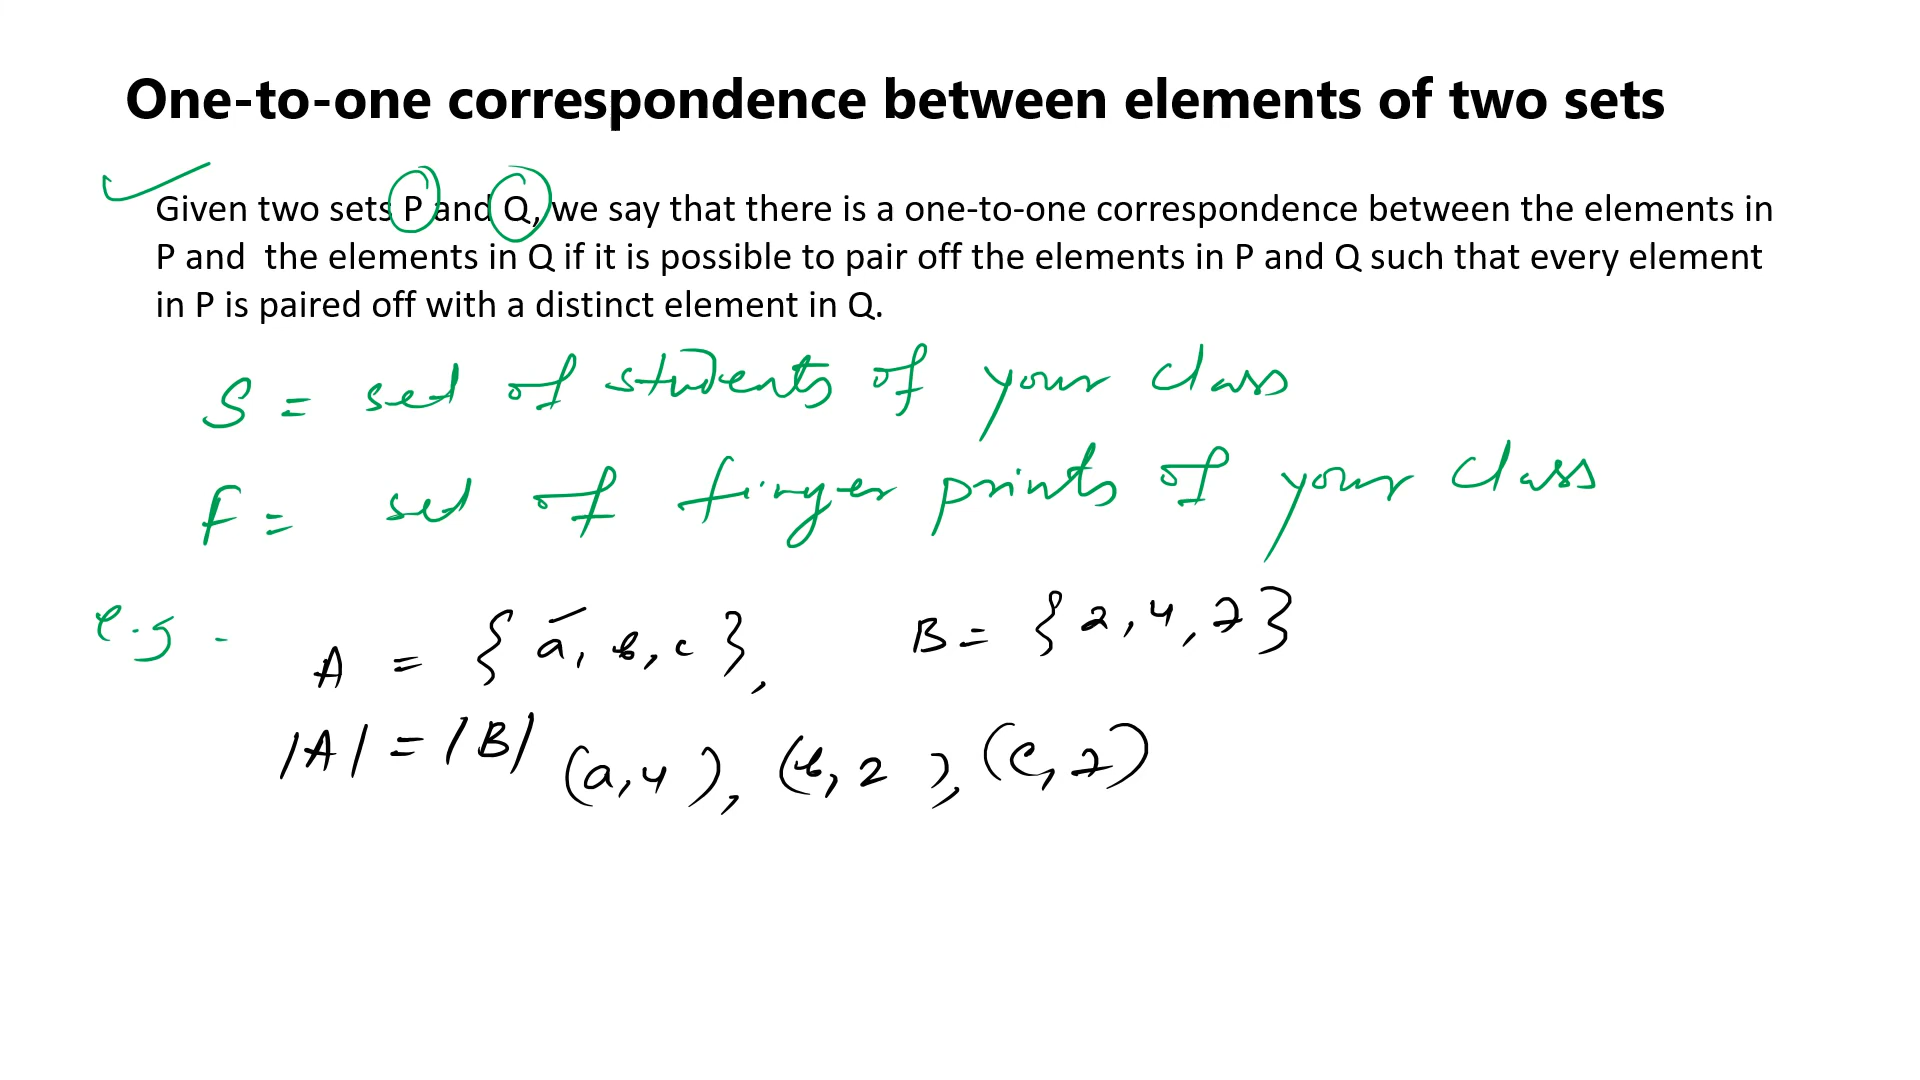 One-to-one correspondence between elements of two sets
Given two sets P and Q, we say that there is a one-to-one correspondence between the elements in
P and the elements in Q if it is possible to pair off the elements in P and Q such that every element
in P is paired off with a distinct element in Q.
S = set of students of your class
F = set of finger prints of your class
e.g. A = {a, b, c}, B = {2, 4, 7}
|A| = |B| (a, 4), (b, 2), (c, 7)